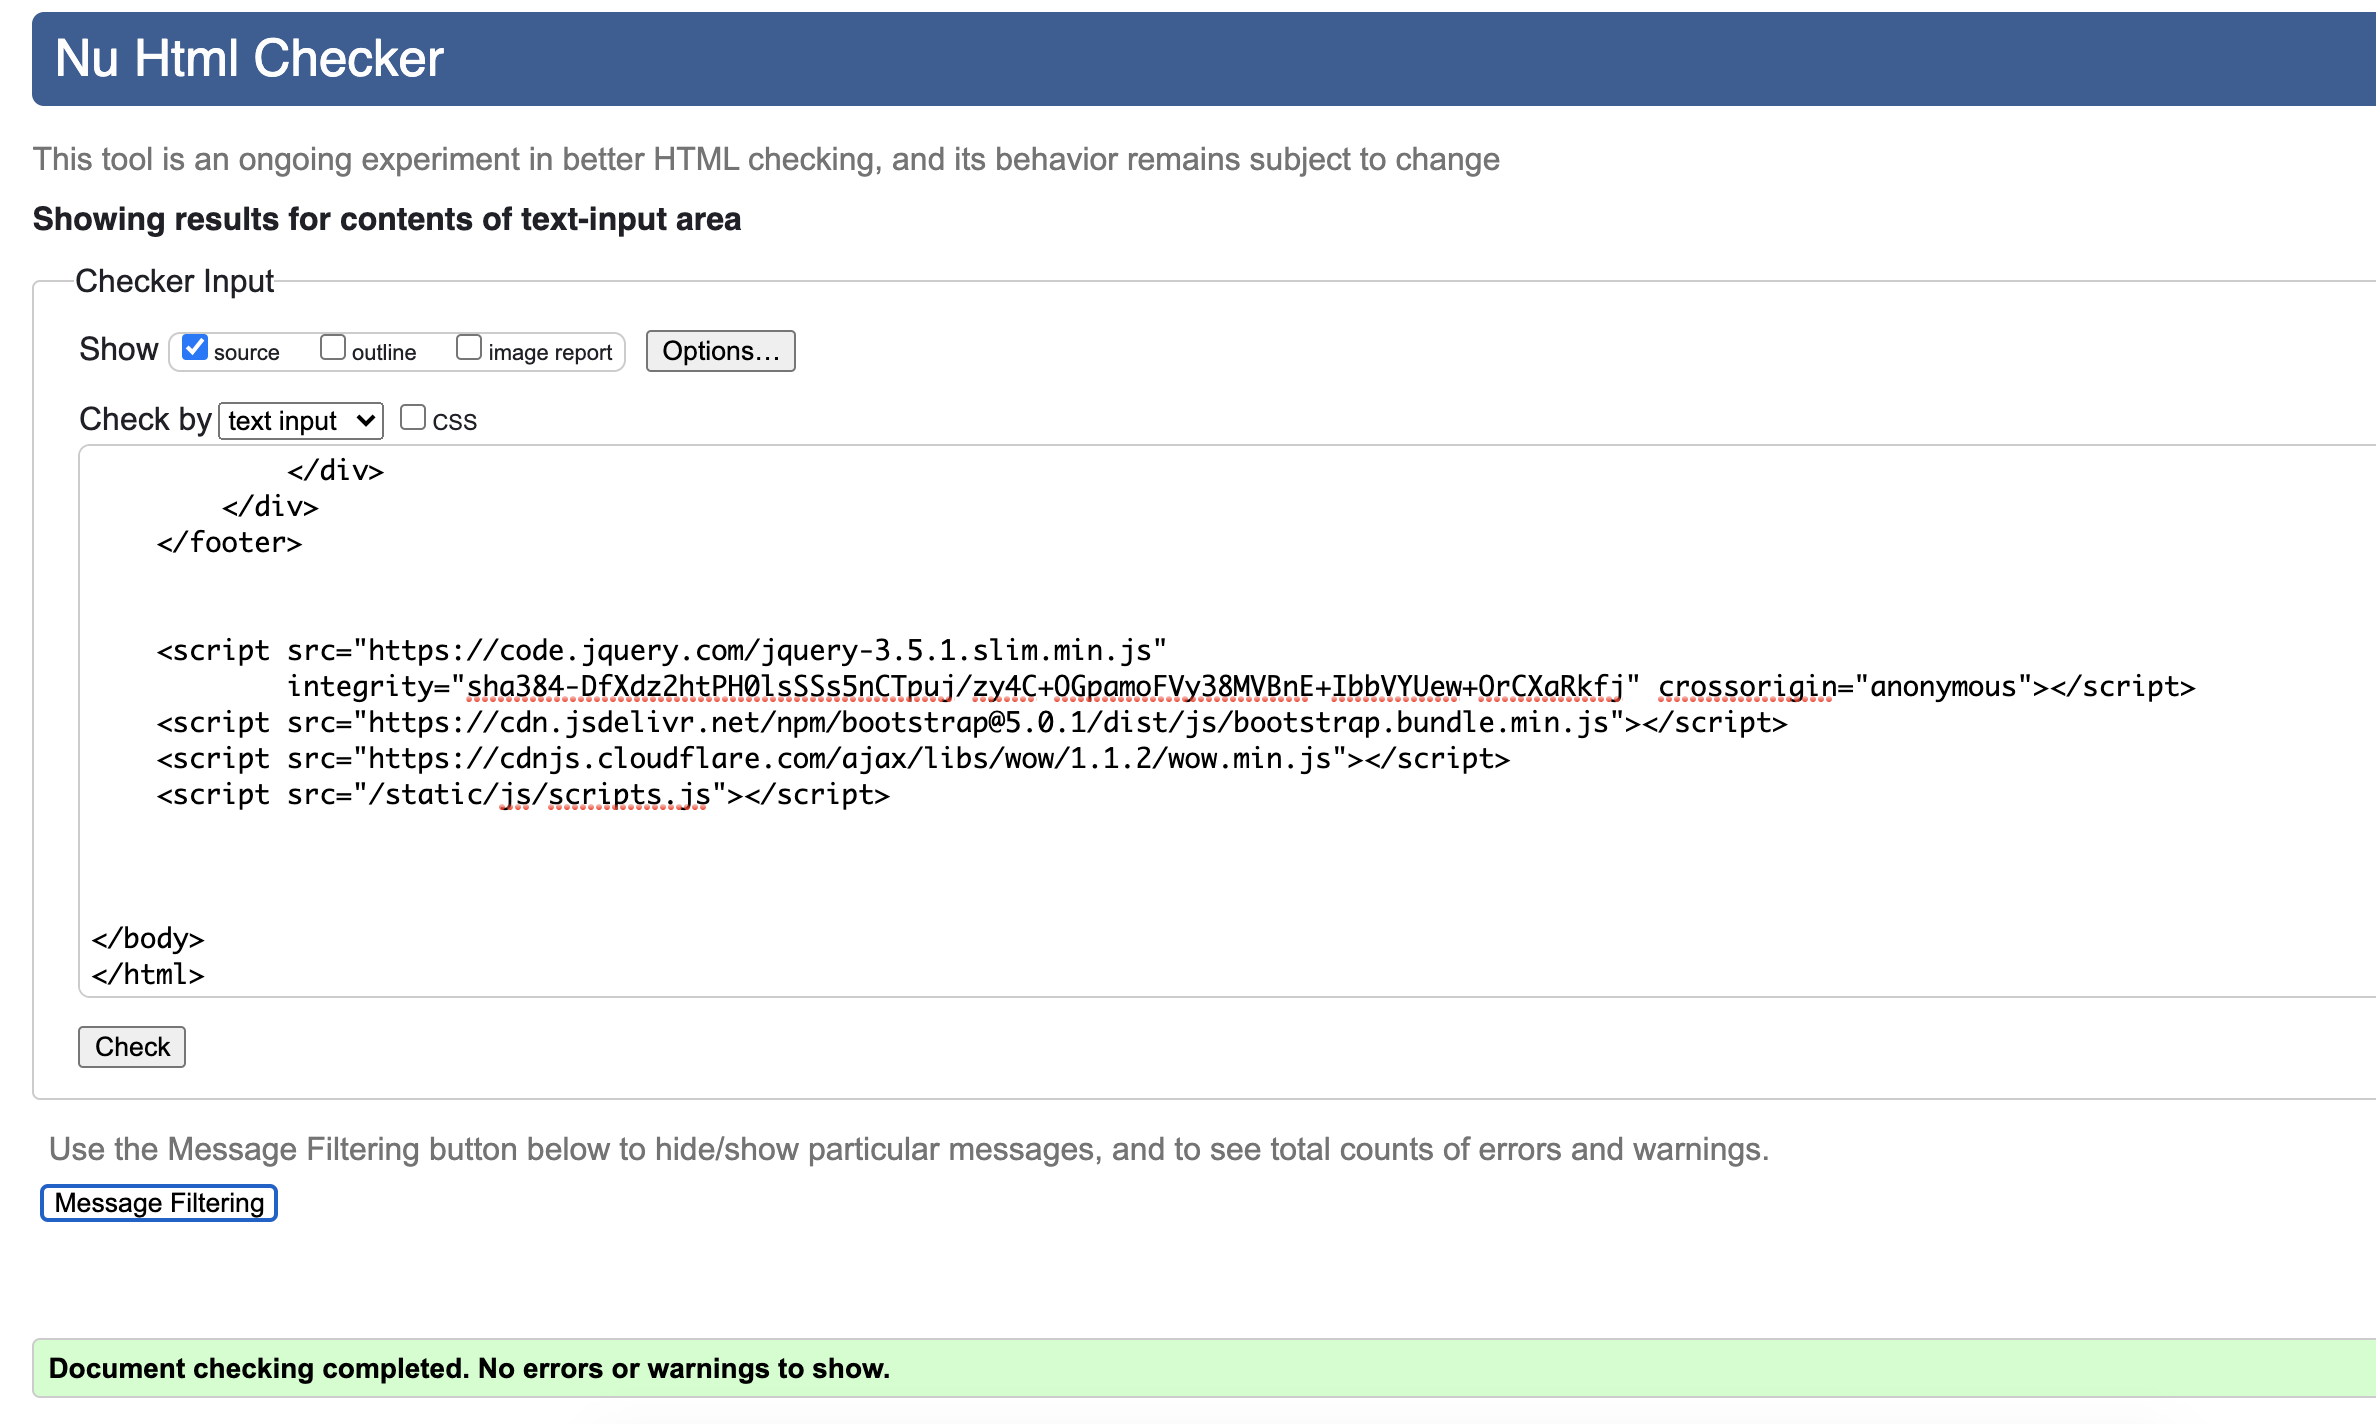 Nu Html Checker
This tool is an ongoing experiment in better HTML checking, and its behavior remains subject to change
Showing results for contents of text-input area
Checker Input
Show source outline image report Options...
Check by text input css
</div>
</div>
</footer>
<script src="https://code.jquery.com/jquery-3.5.1.slim.min.js"
integrity="sha384-DfXdz2htPH0lsSSs5nCTpuj/zy4C+OGpamoFVy38MVBnE+IbbVYUew+OrCXaRkfj" crossorigin="anonymous"></script>
<script src="https://cdn.jsdelivr.net/npm/bootstrap@5.0.1/dist/js/bootstrap.bundle.min.js"></script>
<script src="https://cdnjs.cloudflare.com/ajax/libs/wow/1.1.2/wow.min.js"></script>
<script src="/static/js/scripts.js"></script>
</body>
</html>
Check
Use the Message Filtering button below to hide/show particular messages, and to see total counts of errors and warnings.
Message Filtering
Document checking completed. No errors or warnings to show.